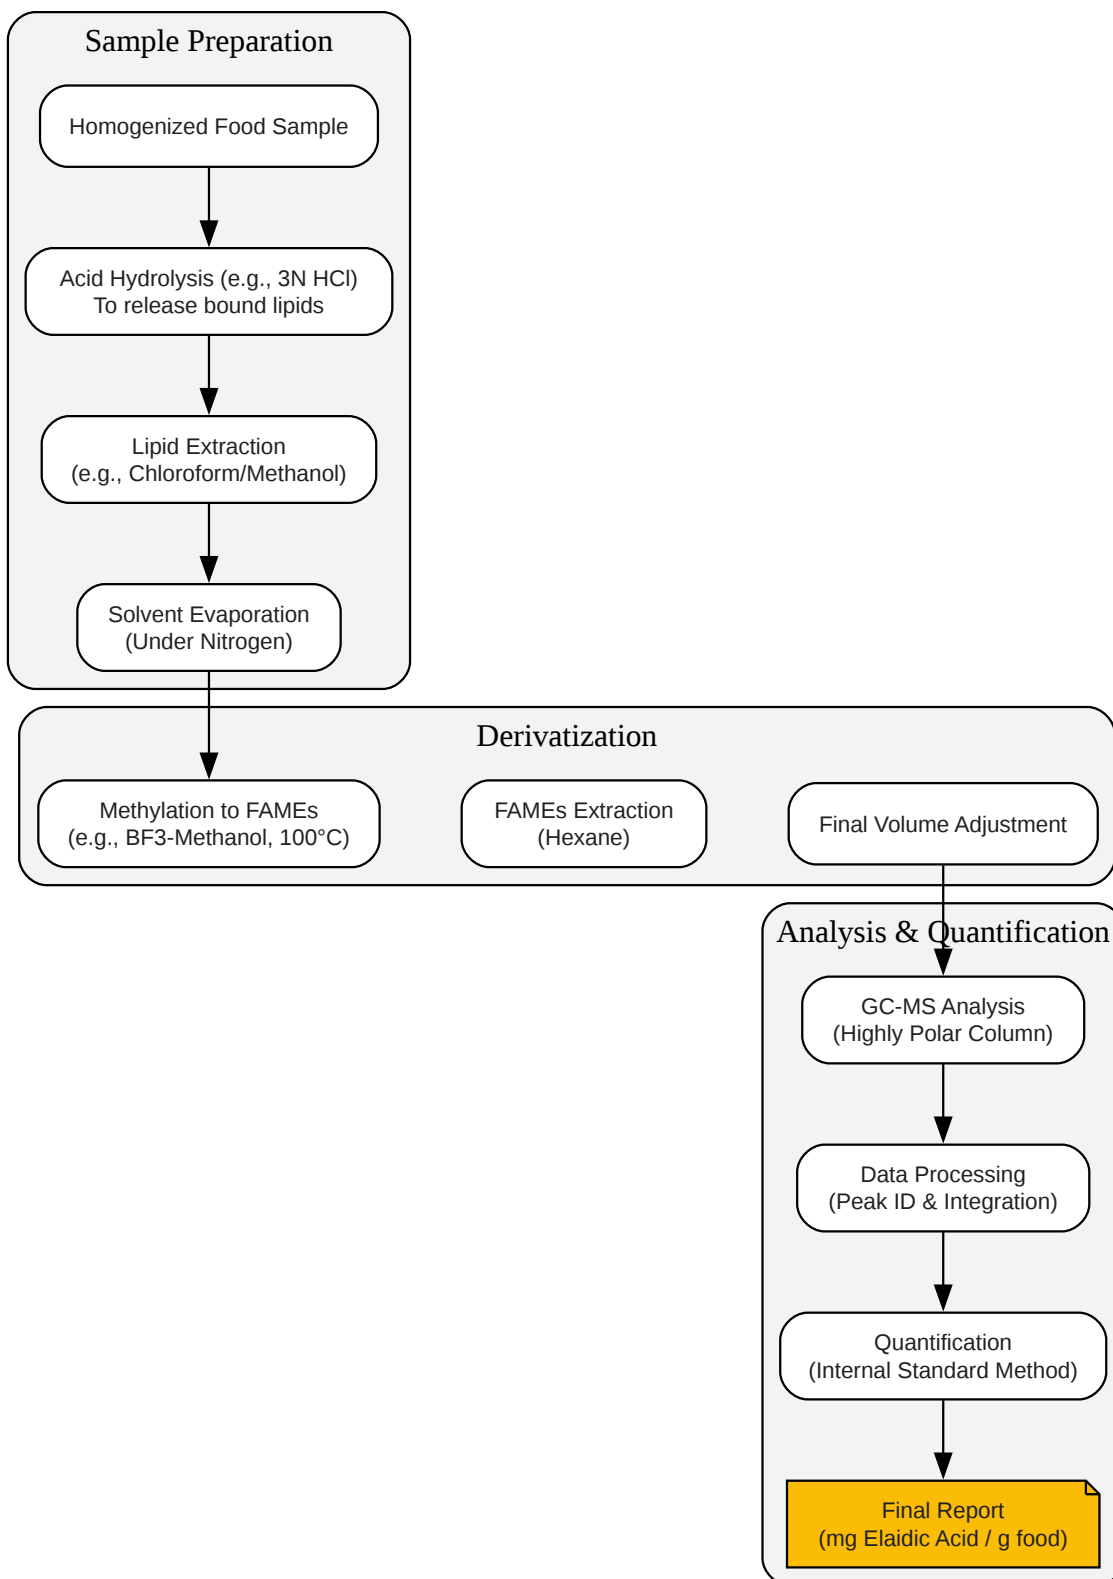 Sample Preparation
Homogenized Food Sample
Acid Hydrolysis (e.g., 3N HCl)
To release bound lipids
Lipid Extraction
(e.g., Chloroform/Methanol)
Solvent Evaporation
(Under Nitrogen)
Derivatization
Methylation to FAMEs
(e.g., BF3-Methanol, 100°C)
FAMEs Extraction
(Hexane)
Final Volume Adjustment
Analysis & Quantification
GC-MS Analysis
(Highly Polar Column)
Data Processing
(Peak ID & Integration)
Quantification
(Internal Standard Method)
Final Report
(mg Elaidic Acid / g food)